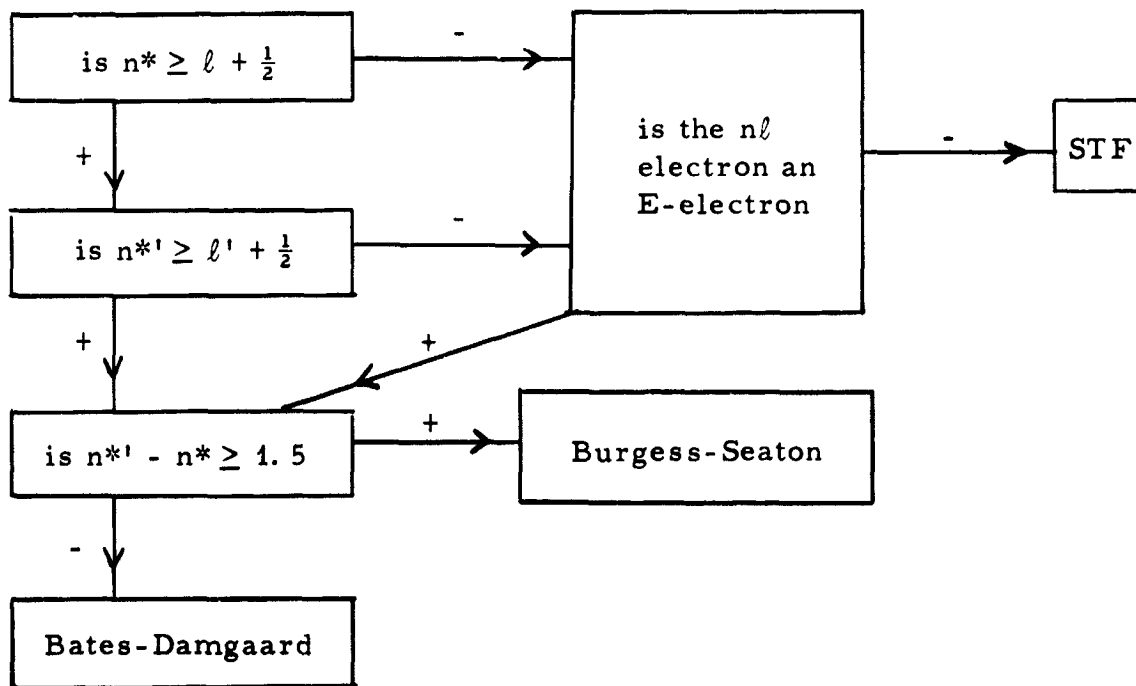 is n* ≥ ℓ + ½
-
+
is the nℓ
electron an
E-electron
-
STF
is n*' ≥ ℓ' + ½
-
+
+
is n*' - n* ≥ 1.5
+
Burgess-Seaton
-
Bates-Damgaard